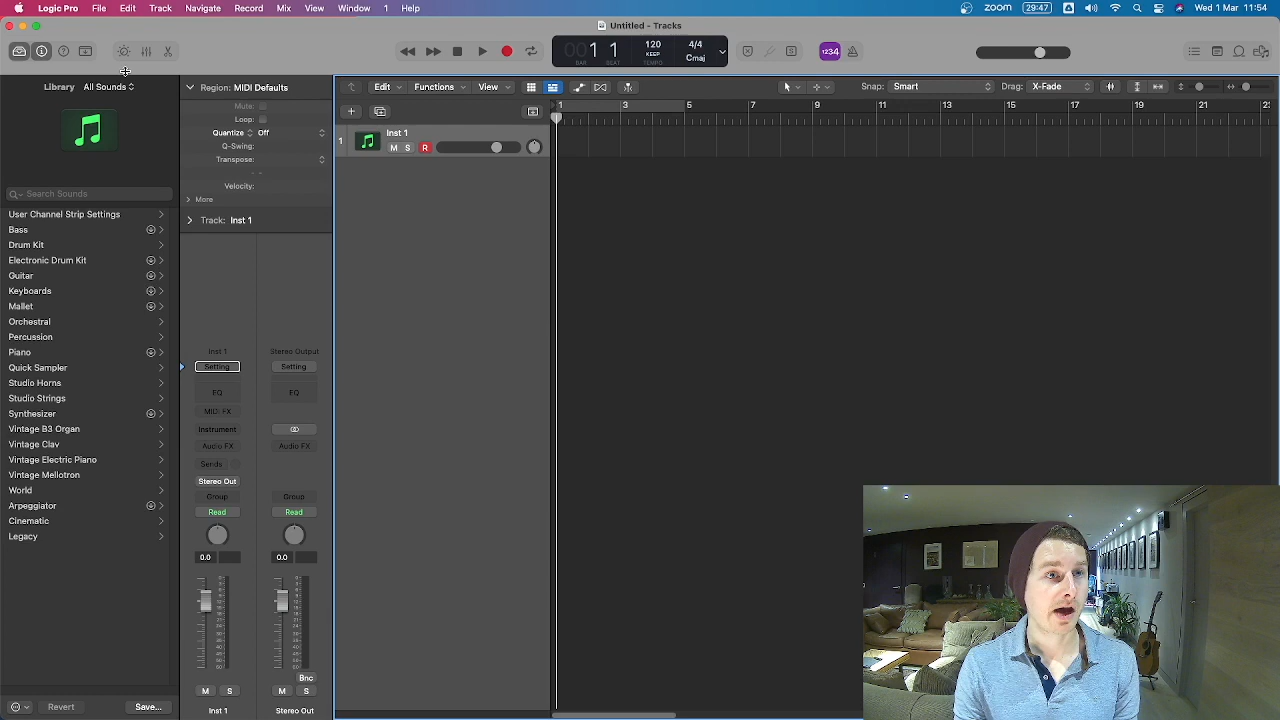 Logic Pro File Edit Track Navigate Record Mix View Window 1 Help
zoom 29:47 Wed 1 Mar 11:54
Untitled - Tracks
001 1
BAR BEAT
120
KEEP
TEMPO
4/4
Cmaj
1234
Library All Sounds
Region: MIDI Defaults
Edit Functions View
Snap: Smart
Drag: X-Fade
1 3 5 7 9 11 13 15 17 19 21 23
Mute:
Loop:
Quantize Off
Q-Swing:
Transpose:
Velocity:
More
Track: Inst 1
1
Inst 1
M S R
Search Sounds
User Channel Strip Settings
Bass
Drum Kit
Electronic Drum Kit
Guitar
Keyboards
Mallet
Orchestral
Percussion
Piano
Quick Sampler
Studio Horns
Studio Strings
Synthesizer
Vintage B3 Organ
Vintage Clav
Vintage Electric Piano
Vintage Mellotron
World
Arpeggiator
Cinematic
Legacy
Revert Save...
Inst 1 Stereo Output
Setting Setting
EQ EQ
MIDI FX
Instrument
Audio FX Audio FX
Sends
Stereo Out
Group Group
Read Read
0.0 0.0
Bnc
M S M S
Inst 1 Stereo Out